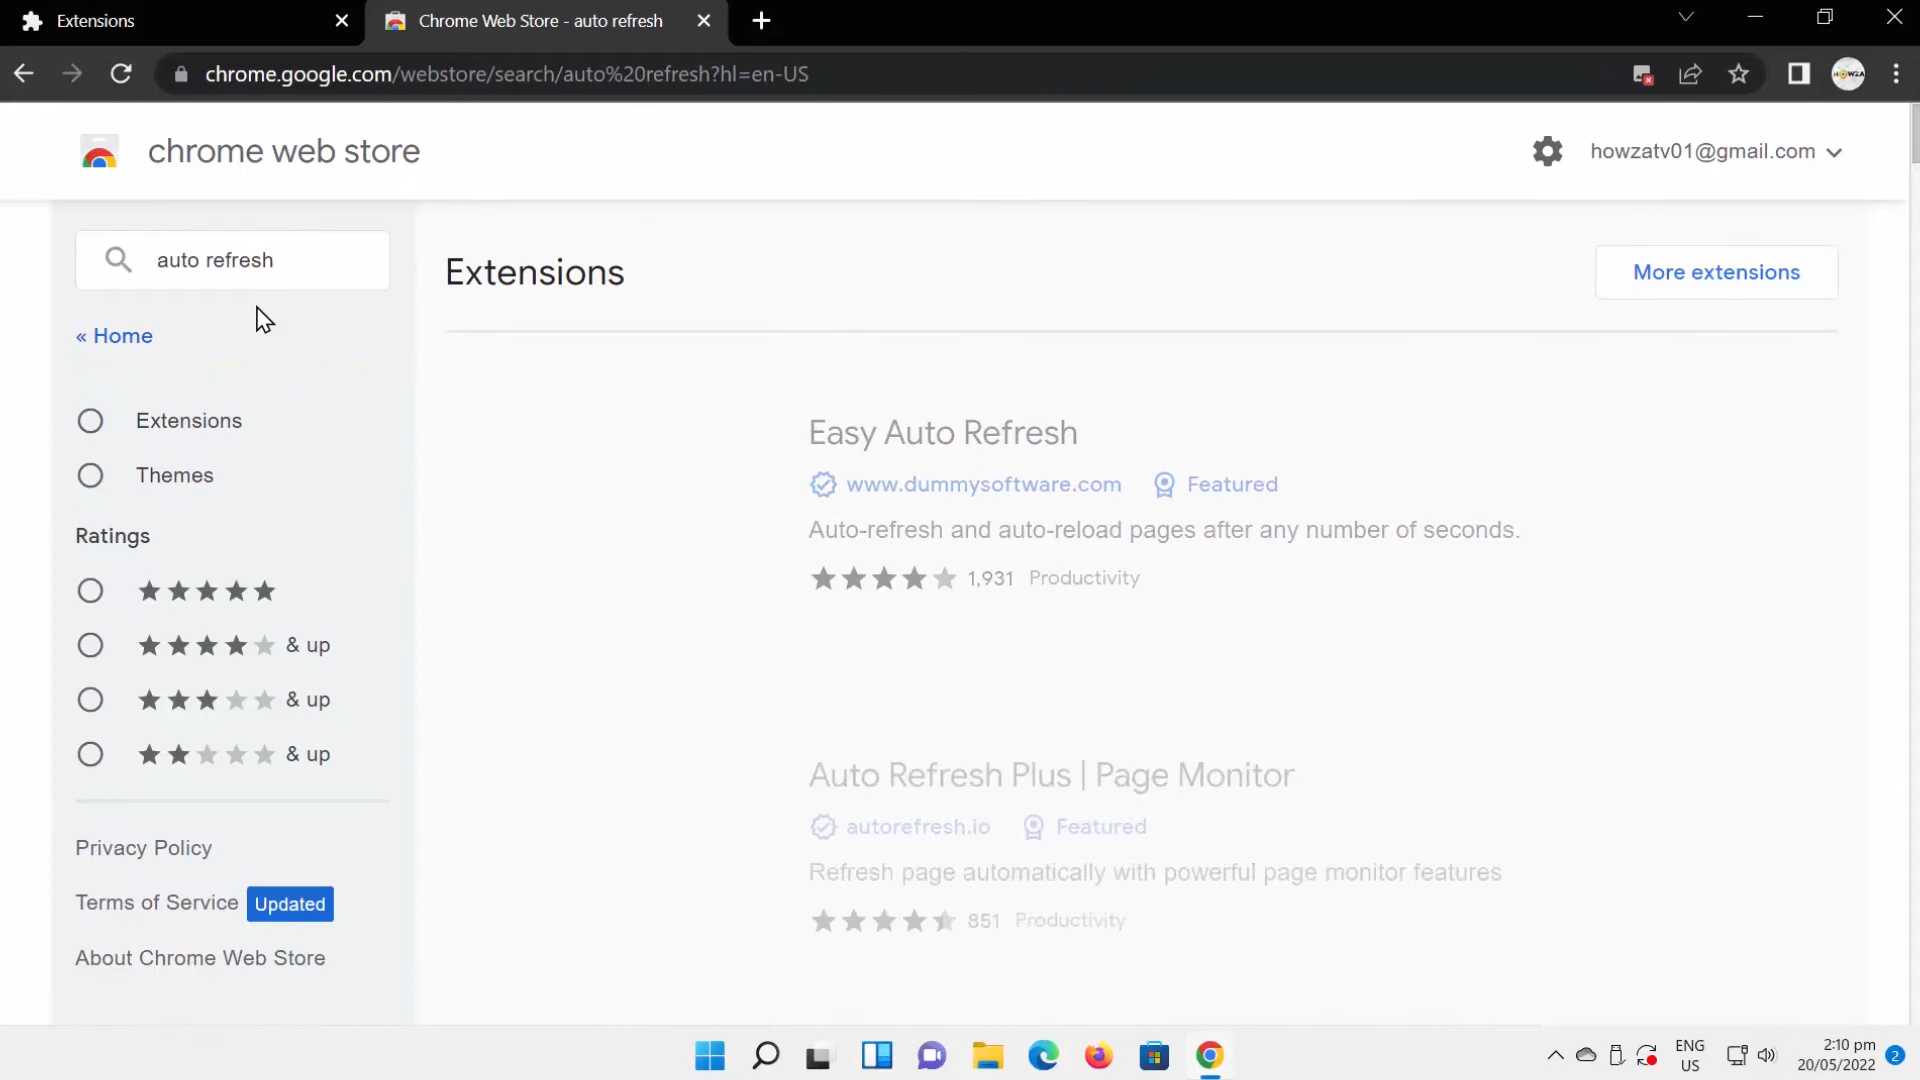 Extensions
Chrome Web Store - auto refresh
chrome.google.com/webstore/search/auto%20refresh?hl=en-US
HOWZA
chrome web store
howzatv01@gmail.com
auto refresh
« Home
Extensions
Themes
Ratings
& up
& up
& up
Privacy Policy
Terms of Service Updated
About Chrome Web Store
Extensions
More extensions
Easy Auto Refresh
www.dummysoftware.com Featured
Auto-refresh and auto-reload pages after any number of seconds.
1,931 Productivity
Auto Refresh Plus | Page Monitor
autorefresh.io Featured
Refresh page automatically with powerful page monitor features
851 Productivity
ENG
US
2:10 pm
20/05/2022
2